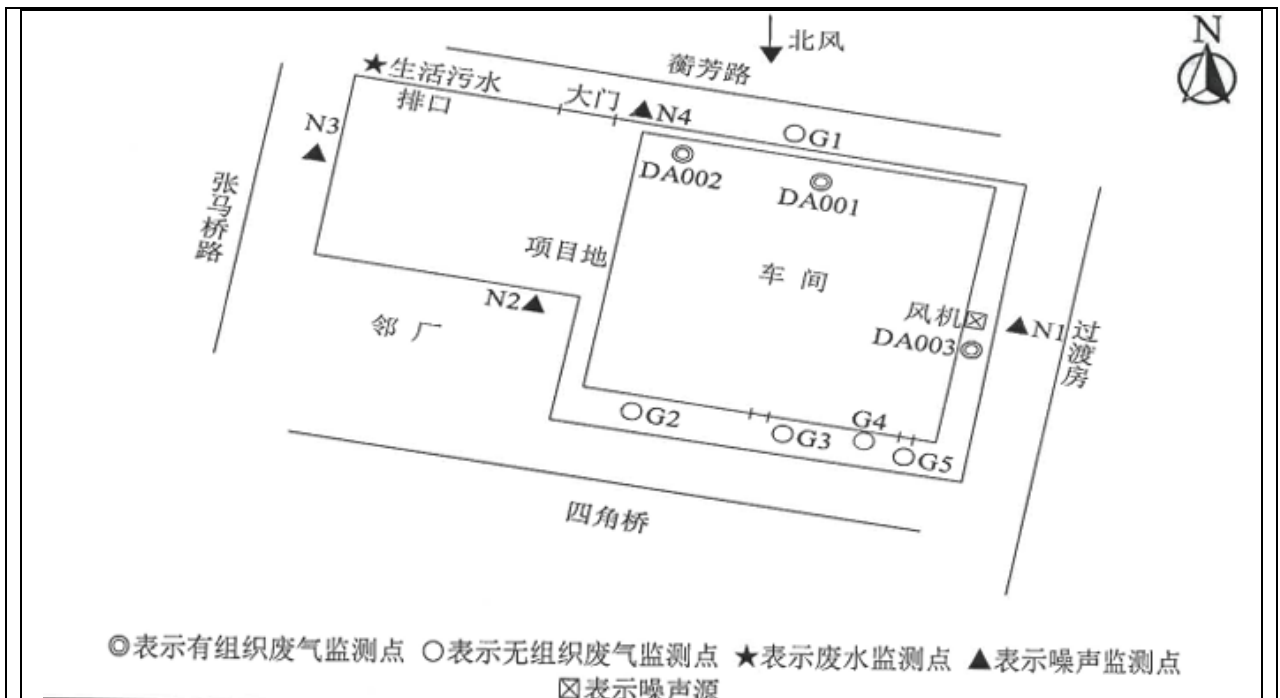 N
北风
蘅芳路
★生活污水
排口
大门
▲N4
○G1
N3
DA002
DA001
张马桥路
项目地
车间
N2▲
风机
▲N1
过渡房
邻厂
DA003
○G2
G4
○G3
○G5
四角桥
◎表示有组织废气监测点 ○表示无组织废气监测点 ★表示废水监测点 ▲表示噪声监测点
☒表示噪声源